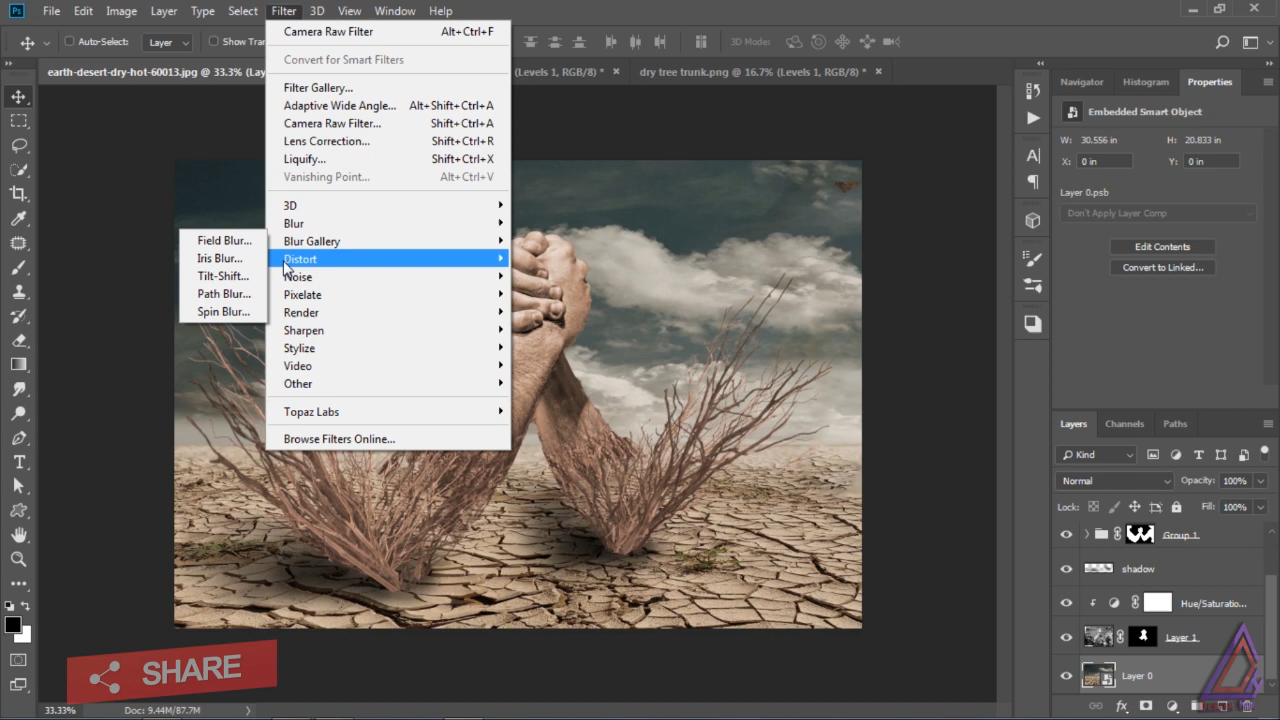 Ps File Edit Image Layer Type Select Filter 3D View Window Help
Auto-Select: Layer Show Tra 3D Mode:
earth-desert-dry-hot-60013.jpg @ 33.3% (Lay (Levels 1, RGB/8) * × dry tree trunk.png @ 16.7% (Levels 1, RGB/8) * ×
Camera Raw Filter Alt+Ctrl+F
Convert for Smart Filters
Filter Gallery...
Adaptive Wide Angle... Alt+Shift+Ctrl+A
Camera Raw Filter... Shift+Ctrl+A
Lens Correction... Shift+Ctrl+R
Liquify... Shift+Ctrl+X
Vanishing Point... Alt+Ctrl+V
3D
Blur
Blur Gallery
Distort
Noise
Pixelate
Render
Sharpen
Stylize
Video
Other
Topaz Labs
Browse Filters Online...
Field Blur...
Iris Blur...
Tilt-Shift...
Path Blur...
Spin Blur...
Navigator Histogram Properties
Embedded Smart Object
W: 30.556 in H: 20.833 in
X: 0 in Y: 0 in
Layer 0.psb
Don't Apply Layer Comp
Edit Contents
Convert to Linked...
Layers Channels Paths
Kind
Normal Opacity: 100%
Lock: Fill: 100%
Group 1
shadow
Hue/Saturatio...
Layer 1
Layer 0
SHARE
33.33% Doc: 9.44M/87.7M